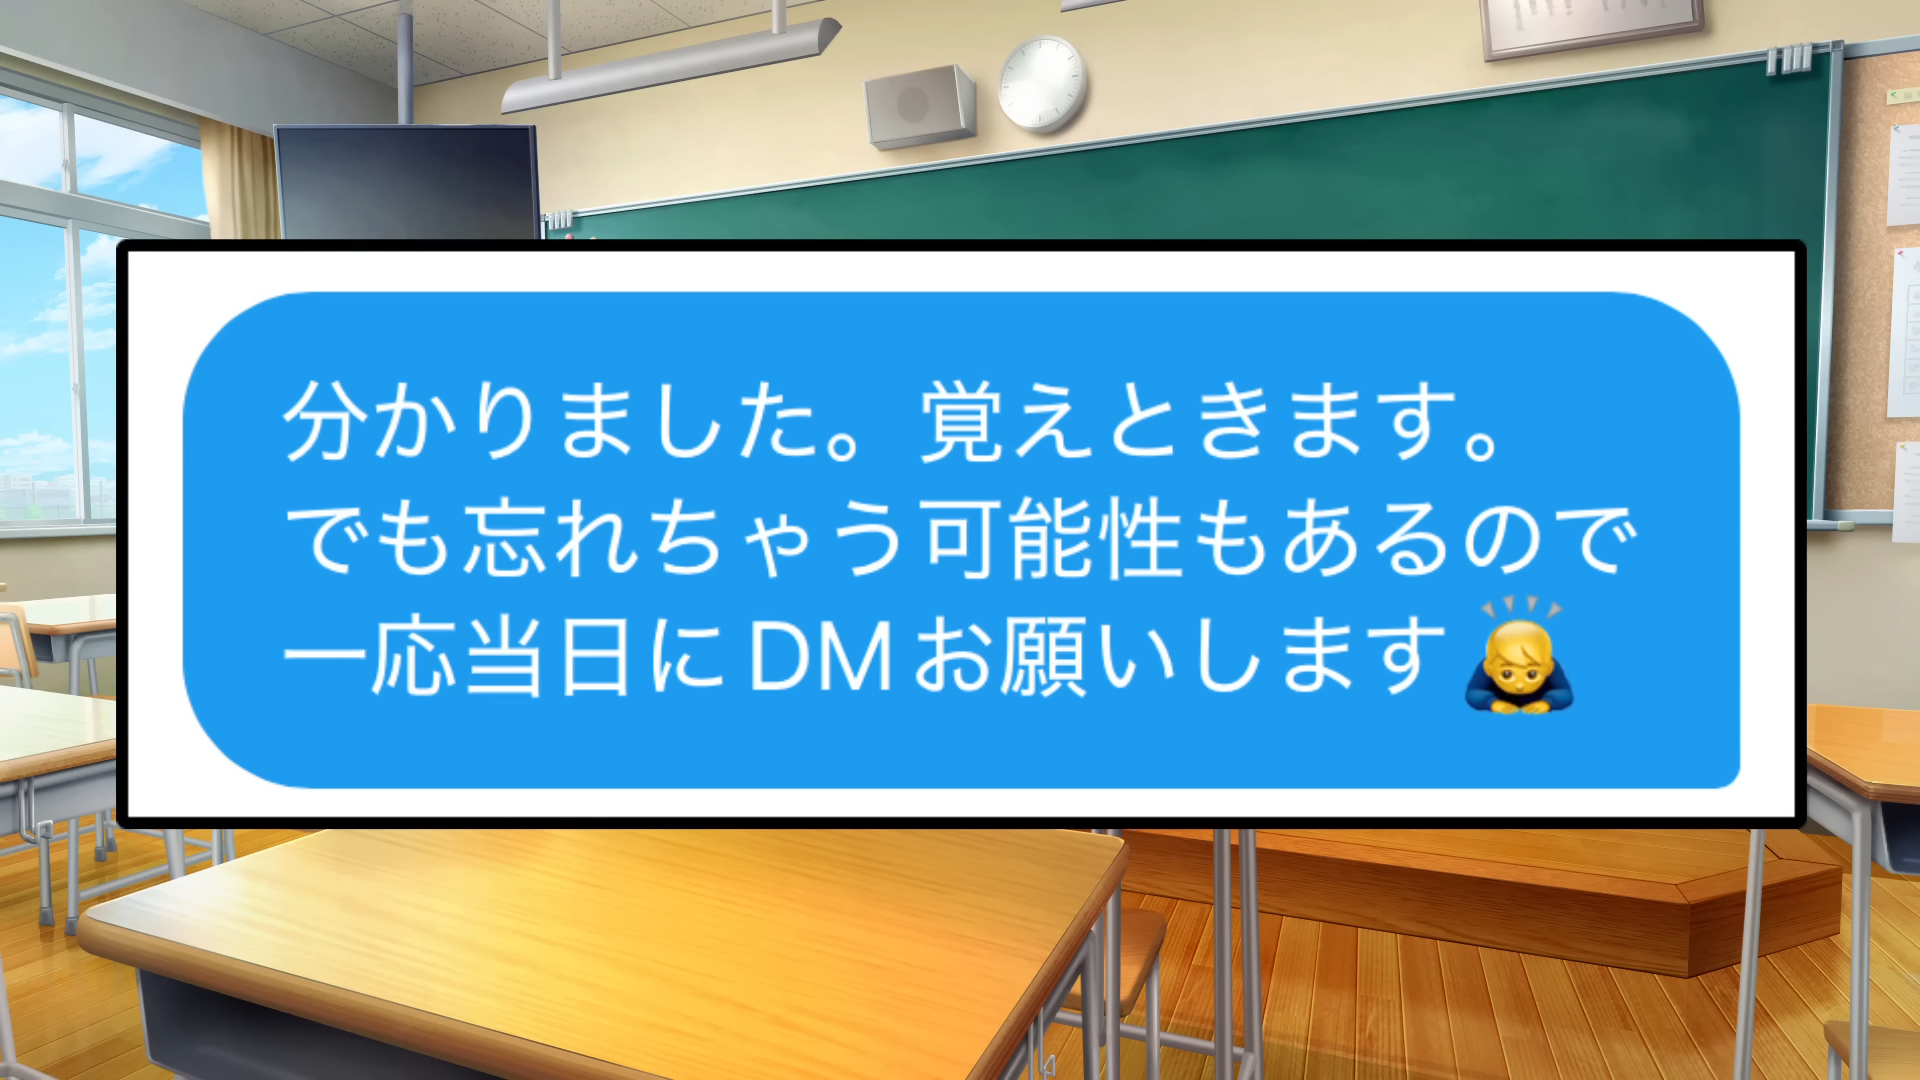 分かりました。覚えときます。
でも忘れちゃう可能性もあるので
一応当日にDMお願いします🙇